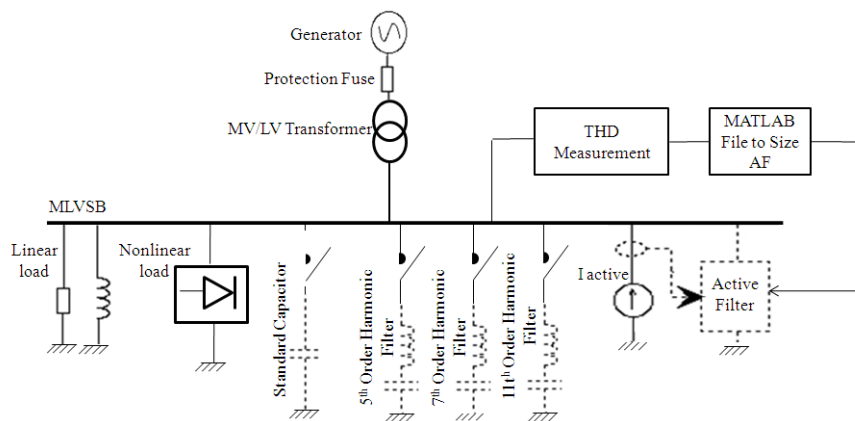 Generator
Protection Fuse
MV/LV Transformer
THD
Measurement
MATLAB
File to Size
AF
MLVSB
Linear
load
Nonlinear
load
Standard Capacitor
5th Order Harmonic
Filter
7th Order Harmonic
Filter
11th Order Harmonic
Filter
I active
Active
Filter